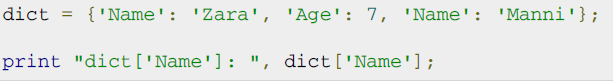 dict = {'Name': 'Zara', 'Age': 7, 'Name': 'Manni'};
print "dict['Name']: ", dict['Name'];